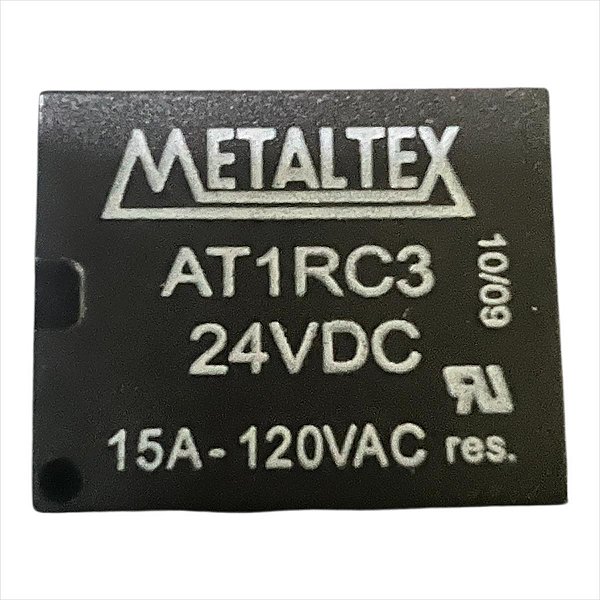 METALTEX
AT1RC3
10/09
24VDC
15A - 120VAC res.